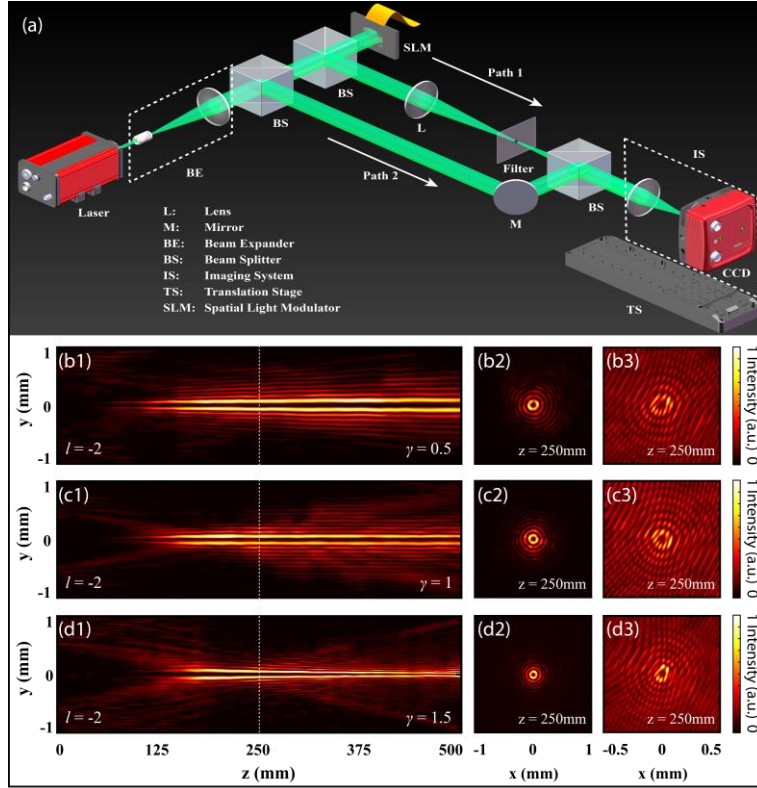 (a)
SLM
Path 1
BS
BS
L
BE
Filter
IS
Path 2
BS
Laser
M
CCD
TS
L: Lens
M: Mirror
BE: Beam Expander
BS: Beam Splitter
IS: Imaging System
TS: Translation Stage
SLM: Spatial Light Modulator
(b1)
l = -2
γ = 0.5
(b2)
z = 250mm
(b3)
z = 250mm
1
0
-1
y (mm)
0 Intensity (a.u.) 1
(c1)
l = -2
γ = 1
(c2)
z = 250mm
(c3)
z = 250mm
1
0
-1
y (mm)
0 Intensity (a.u.) 1
(d1)
l = -2
γ = 1.5
(d2)
z = 250mm
(d3)
z = 250mm
1
0
-1
y (mm)
0 Intensity (a.u.) 1
0 125 250 375 500
z (mm)
-1 0 1
x (mm)
-0.5 0 0.5
x (mm)